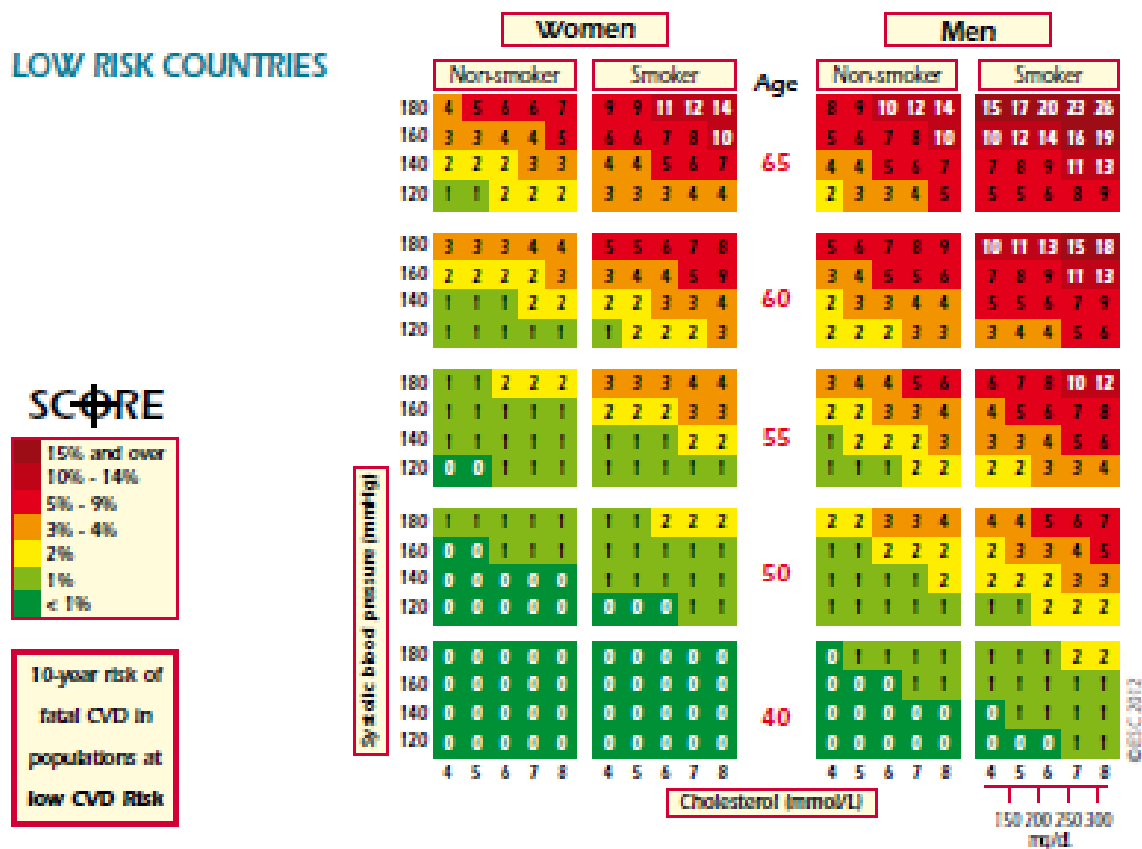 Women Men
LOW RISK COUNTRIES
Non-smoker Smoker Age Non-smoker Smoker
180 4 5 6 6 7 9 9 11 12 14 8 9 10 12 14 15 17 20 23 26
160 3 3 4 4 5 6 6 7 8 10 5 6 7 8 10 10 12 14 16 19
65
140 2 2 2 3 3 4 4 5 6 7 4 4 5 6 7 7 8 9 11 13
120 1 1 2 2 2 3 3 3 4 4 2 3 3 4 5 5 5 6 8 9
180 3 3 3 4 4 5 5 6 7 8 5 6 7 8 9 10 11 13 15 18
160 2 2 2 2 3 3 4 4 5 9 3 4 5 5 6 7 8 9 11 13
60
140 1 1 1 2 2 2 2 3 3 4 2 3 3 4 4 5 5 6 7 9
120 1 1 1 1 1 1 2 2 2 3 2 2 2 3 3 3 4 4 5 6
180 1 1 2 2 2 3 3 3 4 4 3 4 4 5 6 6 7 8 10 12
160 1 1 1 1 1 2 2 2 3 3 2 2 3 3 4 4 5 6 7 8
55
140 1 1 1 1 1 1 1 1 2 2 1 2 2 2 3 3 3 4 5 6
120 0 0 1 1 1 1 1 1 1 1 1 1 1 2 2 2 2 3 3 4
180 1 1 1 1 1 1 1 2 2 2 2 2 3 3 4 4 4 5 6 7
160 0 0 1 1 1 1 1 1 1 1 1 1 2 2 2 2 3 3 4 5
50
140 0 0 0 0 0 1 1 1 1 1 1 1 1 1 2 2 2 2 3 3
120 0 0 0 0 0 0 0 0 1 1 1 1 1 1 1 1 1 2 2 2
180 0 0 0 0 0 0 0 0 0 0 0 1 1 1 1 1 1 1 2 2
160 0 0 0 0 0 0 0 0 0 0 0 0 0 1 1 1 1 1 1 1
40
140 0 0 0 0 0 0 0 0 0 0 0 0 0 0 0 0 1 1 1 1
120 0 0 0 0 0 0 0 0 0 0 0 0 0 0 0 0 0 0 1 1
4 5 6 7 8 4 5 6 7 8 4 5 6 7 8 4 5 6 7 8
Cholesterol (mmol/L)
150 200 250 300
mg/dL
Systolic blood pressure (mmHg)
SCORE
15% and over
10% - 14%
5% - 9%
3% - 4%
2%
1%
< 1%
10-year risk of
fatal CVD in
populations at
low CVD Risk
©ESC 2012